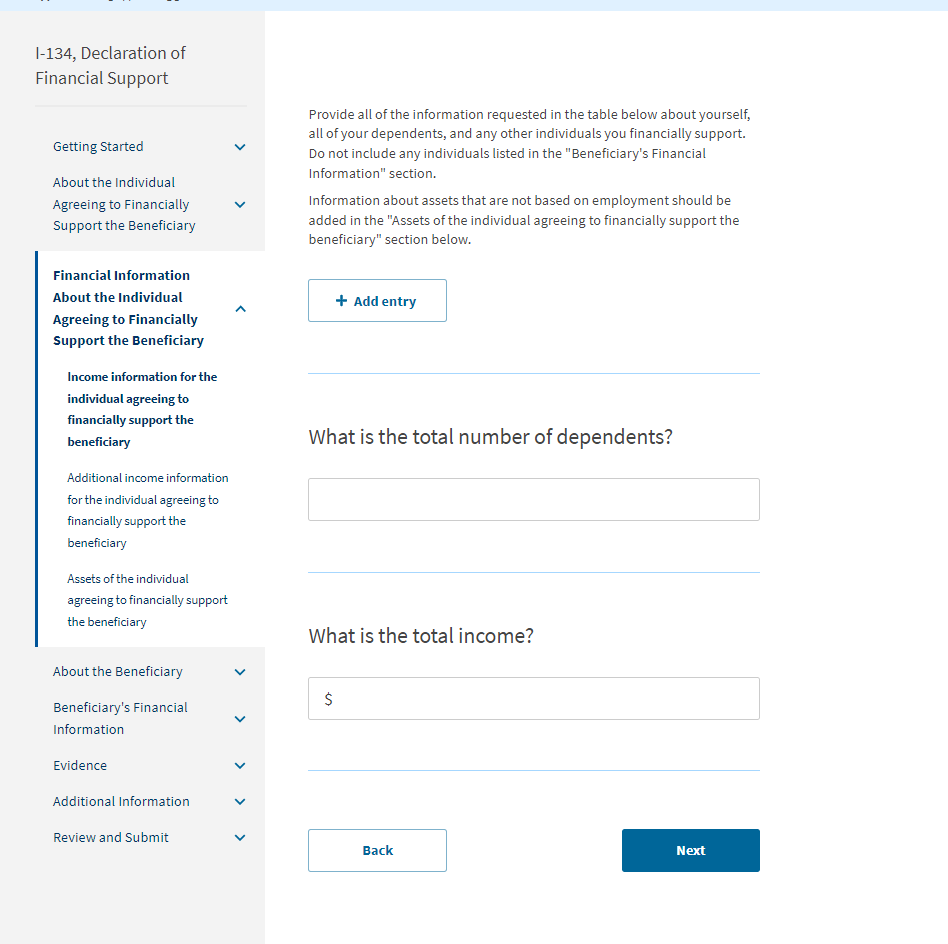 I-134, Declaration of
Financial Support
Getting Started
About the Individual
Agreeing to Financially
Support the Beneficiary
Financial Information
About the Individual
Agreeing to Financially
Support the Beneficiary
Income information for the
individual agreeing to
financially support the
beneficiary
Additional income information
for the individual agreeing to
financially support the
beneficiary
Assets of the individual
agreeing to financially support
the beneficiary
About the Beneficiary
Beneficiary's Financial
Information
Evidence
Additional Information
Review and Submit
Provide all of the information requested in the table below about yourself,
all of your dependents, and any other individuals you financially support.
Do not include any individuals listed in the "Beneficiary's Financial
Information" section.
Information about assets that are not based on employment should be
added in the "Assets of the individual agreeing to financially support the
beneficiary" section below.
+ Add entry
What is the total number of dependents?
What is the total income?
$
Back
Next